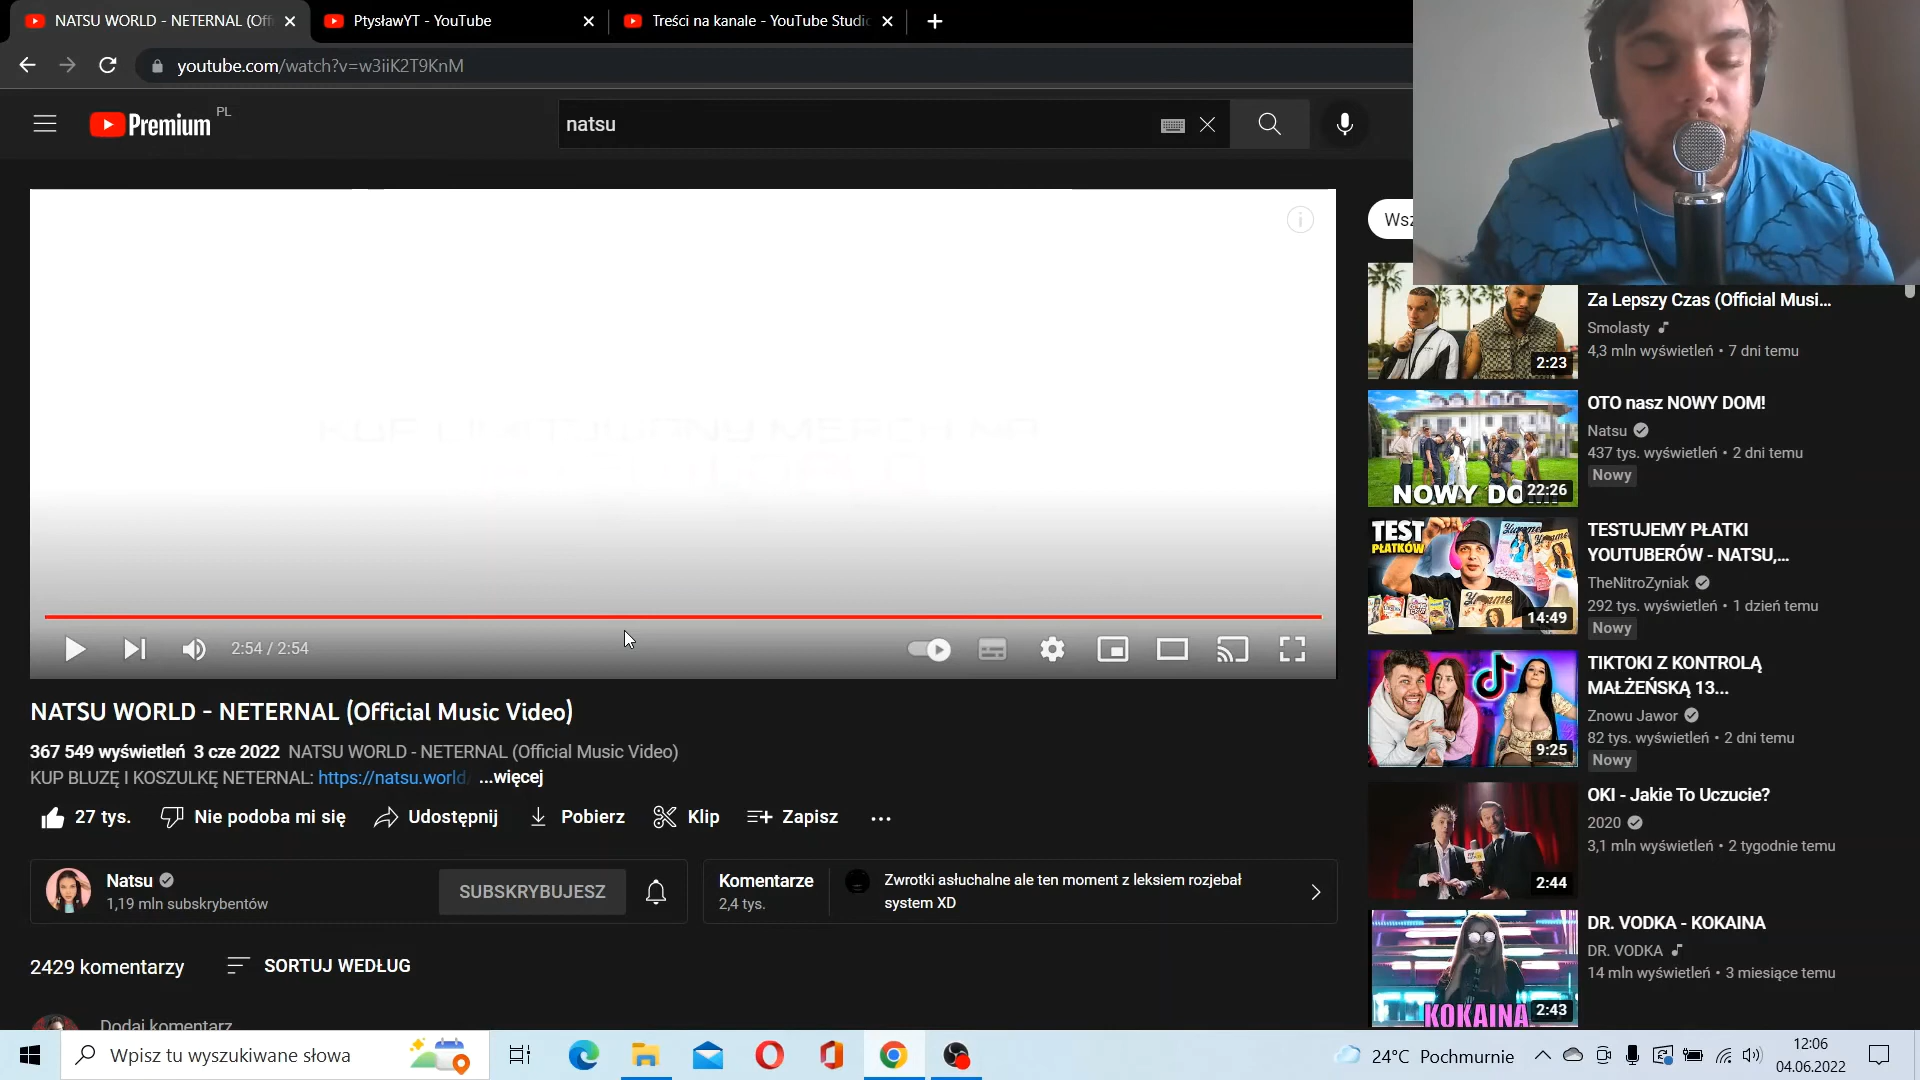 NATSU WORLD - NETERNAL (Offi
PtysławYT - YouTube
Treści na kanale - YouTube Studio
youtube.com/watch?v=w3iiK2T9KnM
Premium
PL
natsu
i
Wsz
Za Lepszy Czas (Official Musi...
Smolasty
4,3 mln wyświetleń • 7 dni temu
2:23
OTO nasz NOWY DOM!
Natsu
437 tys. wyświetleń • 2 dni temu
Nowy
NOWY DO
22:26
TEST
PŁATKÓW
TESTUJEMY PŁATKI
YOUTUBERÓW - NATSU,...
TheNitroZyniak
292 tys. wyświetleń • 1 dzień temu
14:49
Nowy
2:54 / 2:54
TIKTOKI Z KONTROLĄ
MAŁŻEŃSKĄ 13...
Znowu Jawor
82 tys. wyświetleń • 2 dni temu
9:25
Nowy
NATSU WORLD - NETERNAL (Official Music Video)
367 549 wyświetleń 3 cze 2022 NATSU WORLD - NETERNAL (Official Music Video)
KUP BLUZĘ I KOSZULKĘ NETERNAL: https://natsu.world/ ...więcej
27 tys.
Nie podoba mi się
Udostępnij
Pobierz
Klip
Zapisz
OKI - Jakie To Uczucie?
2020
3,1 mln wyświetleń • 2 tygodnie temu
2:44
Natsu
1,19 mln subskrybentów
SUBSKRYBUJESZ
Komentarze
2,4 tys.
Zwrotki asłuchalne ale ten moment z leksiem rozjebał
system XD
DR. VODKA - KOKAINA
DR. VODKA
14 mln wyświetleń • 3 miesiące temu
KOKAINA
2:43
2429 komentarzy
SORTUJ WEDŁUG
Dodaj komentarz
Wpisz tu wyszukiwane słowa
24°C Pochmurnie
12:06
04.06.2022